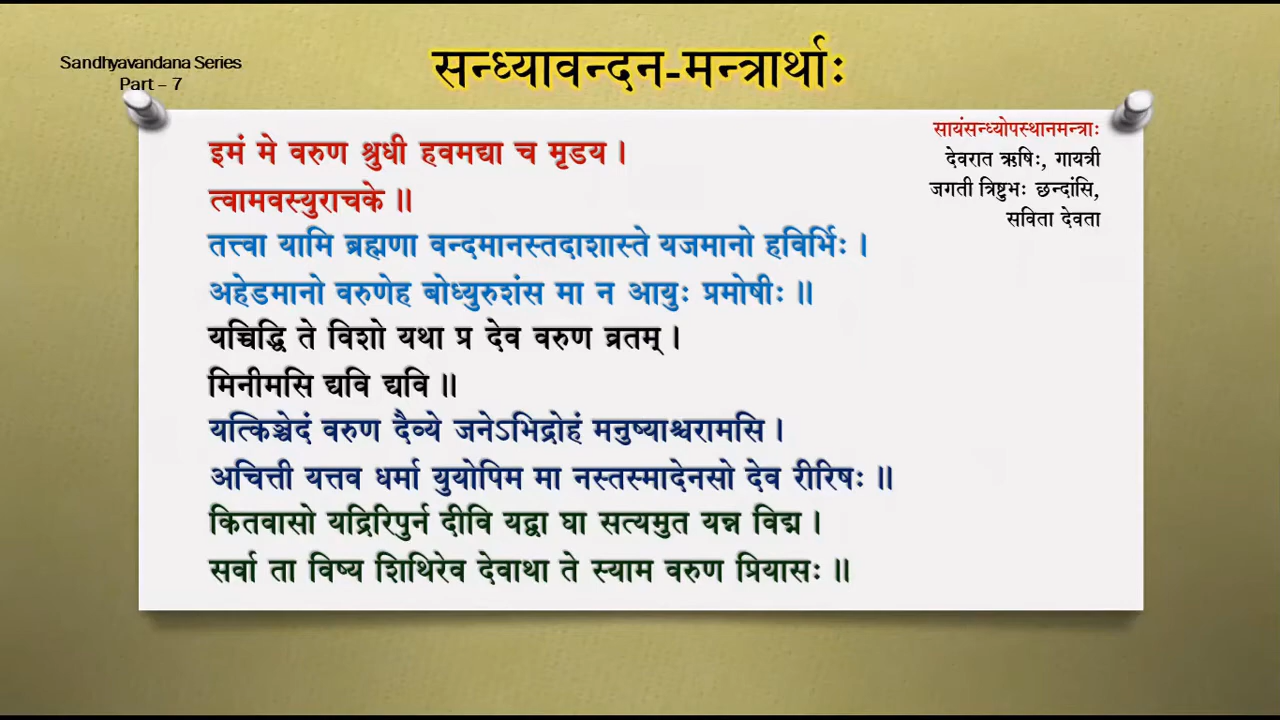 Sandhyavandana Series
Part – 7
सन्ध्यावन्दन-मन्त्रार्थाः
सायंसन्ध्योपस्थानमन्त्राः
देवरात ऋषिः, गायत्री
जगती त्रिष्टुभः छन्दांसि,
सविता देवता
इमं मे वरुण श्रुधी हवमद्या च मृडय ।
त्वामवस्युराचके ॥
तत्त्वा यामि ब्रह्मणा वन्दमानस्तदाशास्ते यजमानो हविर्भिः ।
अहेडमानो वरुणेह बोध्युरुशंस मा न आयुः प्रमोषीः ॥
यच्चिद्धि ते विशो यथा प्र देव वरुण व्रतम् ।
मिनीमसि द्यवि द्यवि ॥
यत्किञ्चेदं वरुण दैव्ये जनेऽभिद्रोहं मनुष्याश्चरामसि ।
अचित्ती यत्तव धर्मा युयोपिम मा नस्तस्मादेनसो देव रीरिषः ॥
कितवासो यद्रिरिपुर्न दीवि यद्वा घा सत्यमुत यन्न विद्म ।
सर्वा ता विष्य शिथिरेव देवाथा ते स्याम वरुण प्रियासः ॥